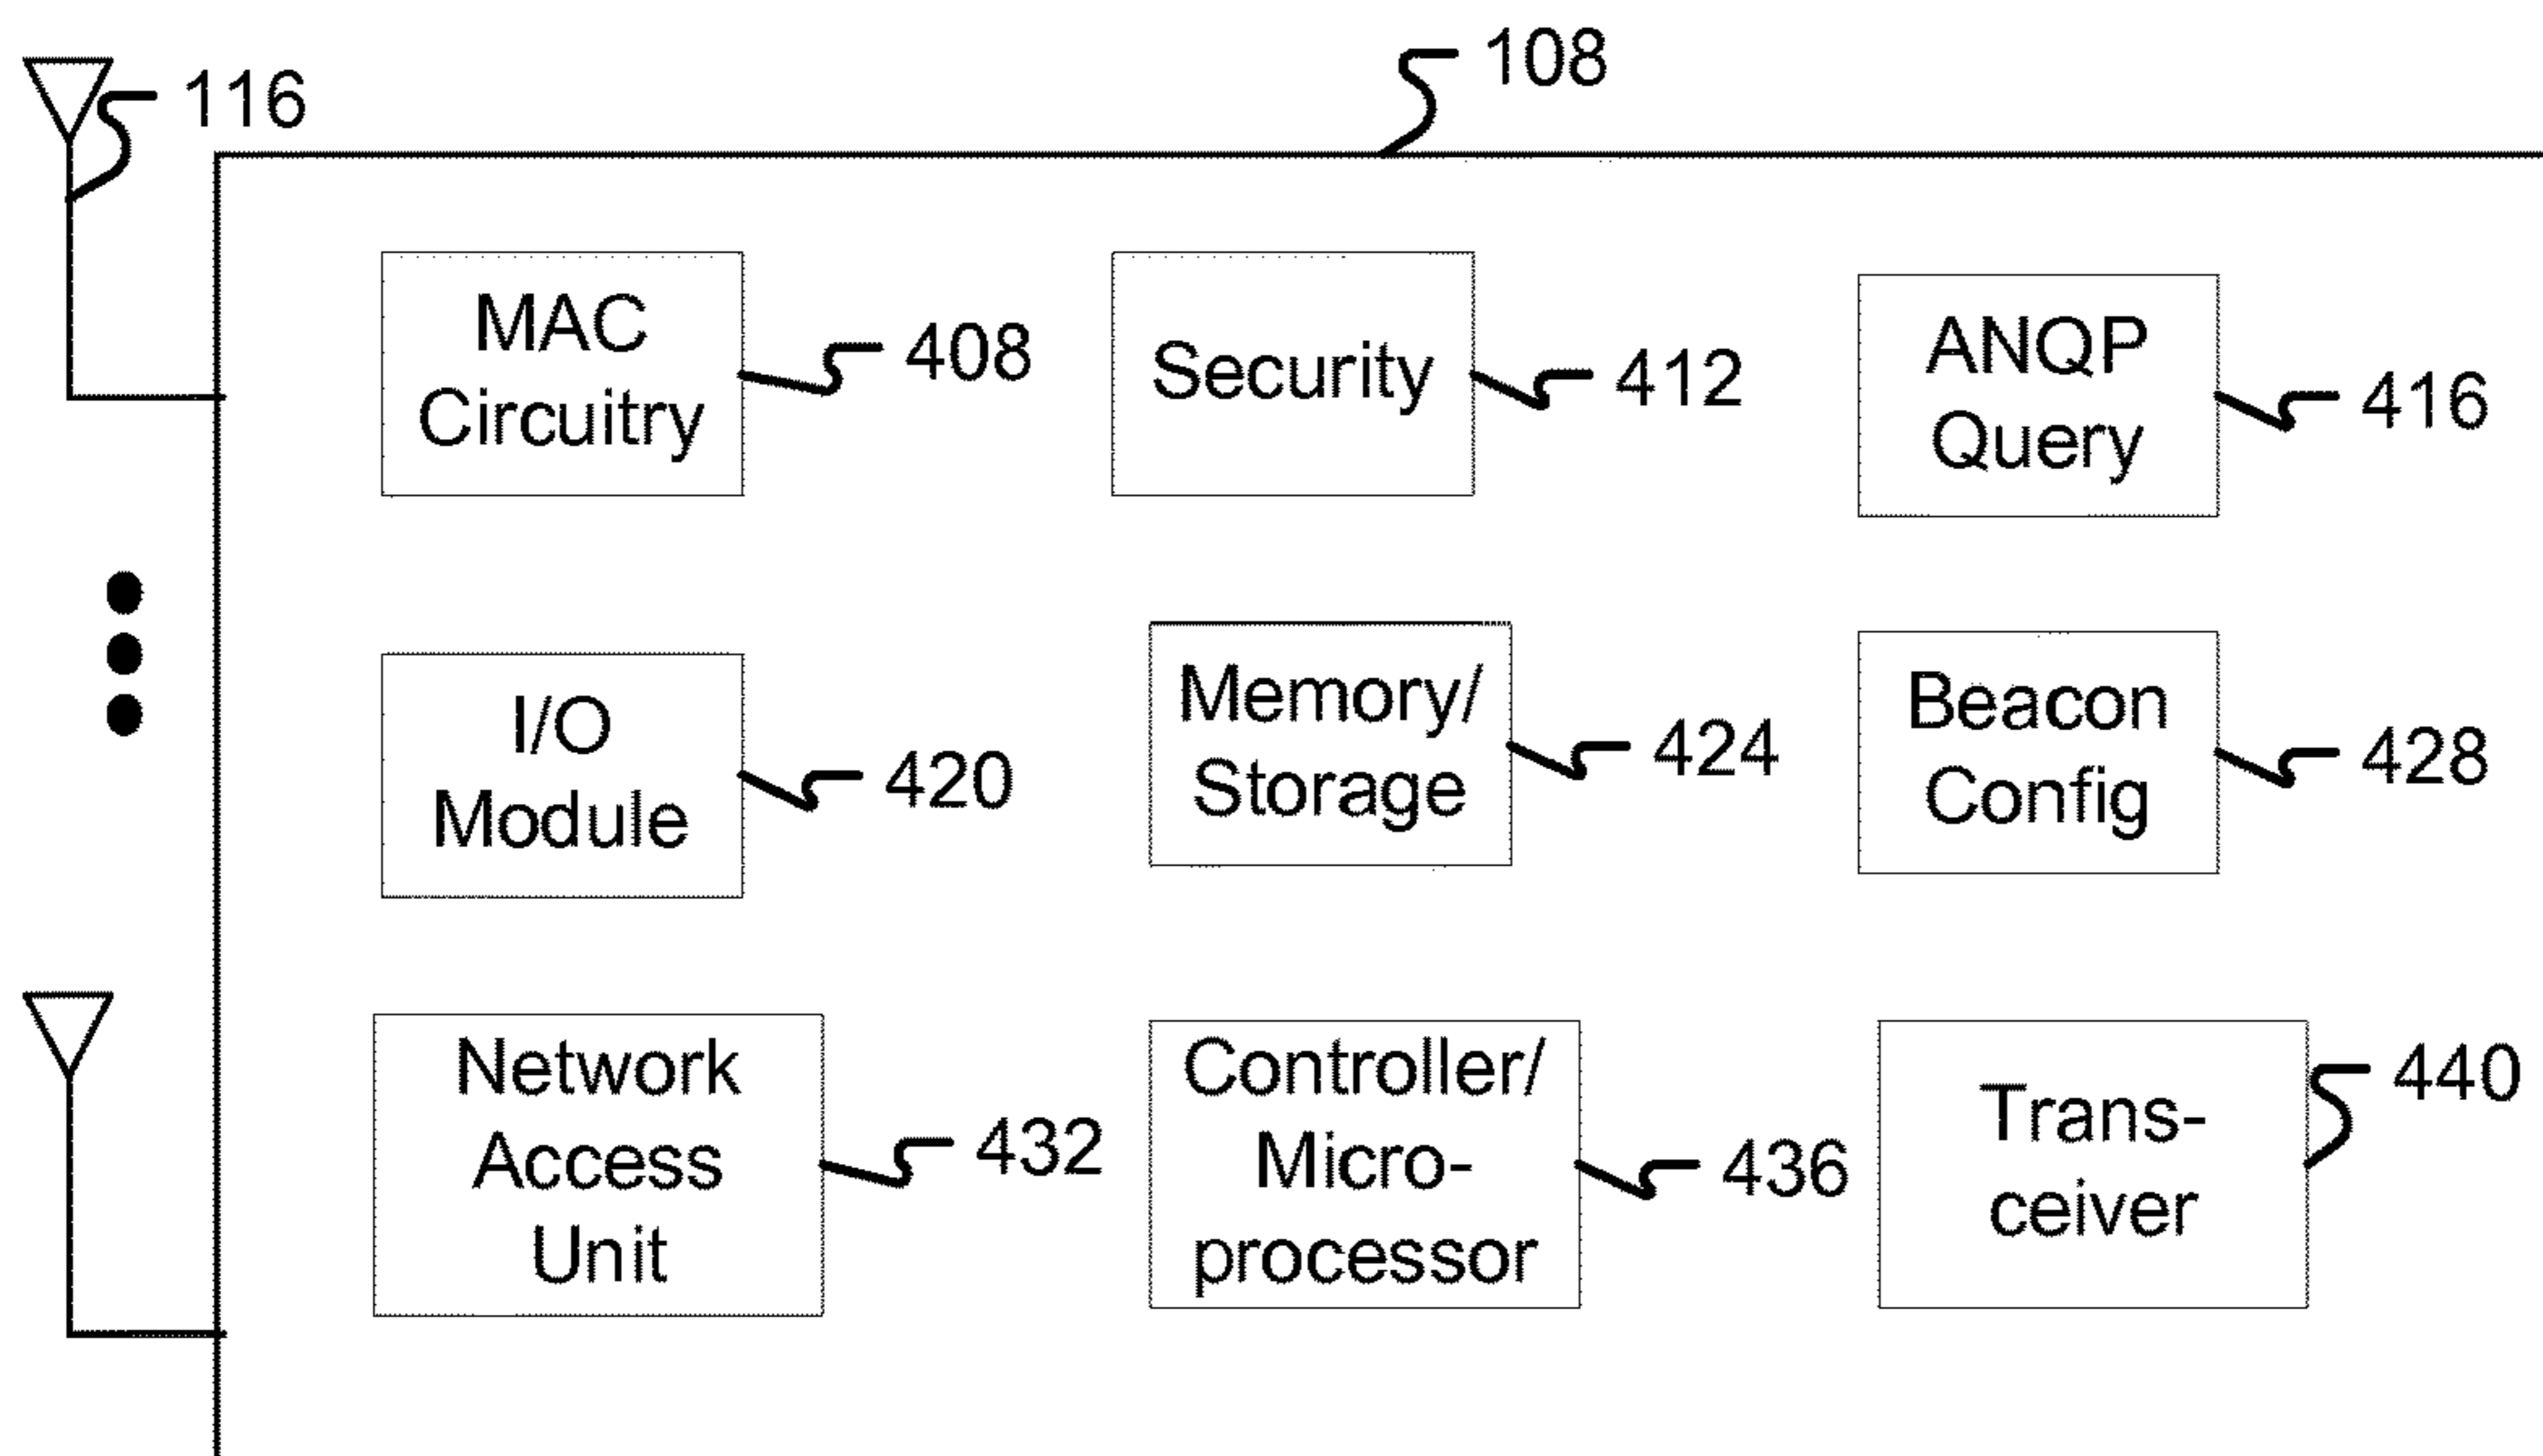 116
108
MAC
Circuitry
408
Security
412
ANQP
Query
416
I/O
Module
420
Memory/
Storage
424
Beacon
Config
428
Network
Access
Unit
432
Controller/
Micro-
processor
436
Trans-
ceiver
440